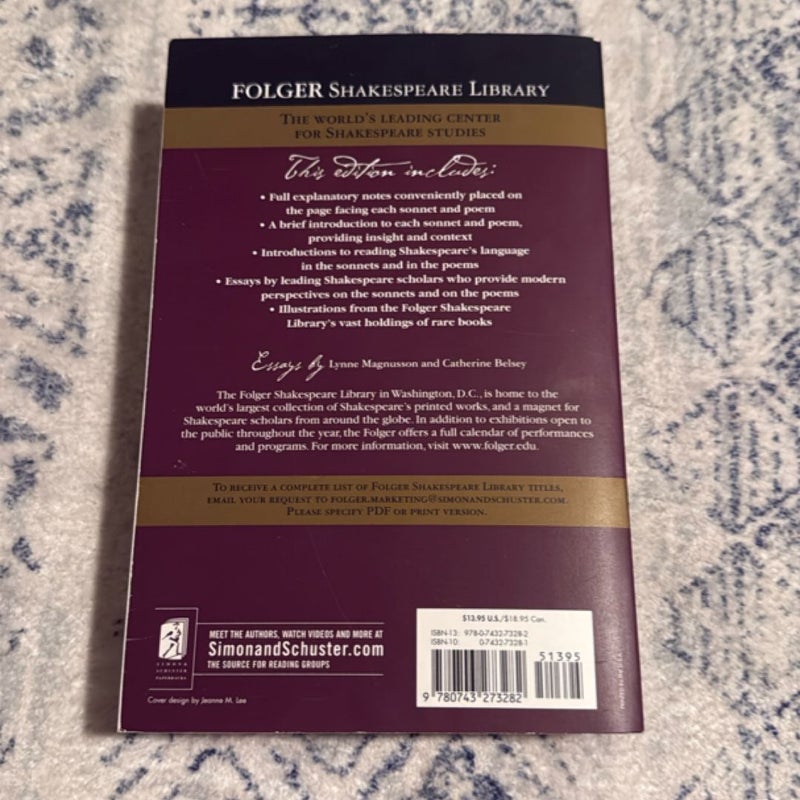 FOLGER SHAKESPEARE LIBRARY
THE WORLD'S LEADING CENTER
FOR SHAKESPEARE STUDIES
This edition includes:
• Full explanatory notes conveniently placed on
the page facing each sonnet and poem
• A brief introduction to each sonnet and poem,
providing insight and context
• Introductions to reading Shakespeare's language
in the sonnets and in the poems
• Essays by leading Shakespeare scholars who provide modern
perspectives on the sonnets and on the poems
• Illustrations from the Folger Shakespeare
Library's vast holdings of rare books
Essays by Lynne Magnusson and Catherine Belsey
The Folger Shakespeare Library in Washington, D.C., is home to the
world's largest collection of Shakespeare's printed works, and a magnet for
Shakespeare scholars from around the globe. In addition to exhibitions open to
the public throughout the year, the Folger offers a full calendar of performances
and programs. For more information, visit www.folger.edu.
TO RECEIVE A COMPLETE LIST OF FOLGER SHAKESPEARE LIBRARY TITLES,
EMAIL YOUR REQUEST TO FOLGER.MARKETING@SIMONANDSCHUSTER.COM.
PLEASE SPECIFY PDF OR PRINT VERSION.
MEET THE AUTHORS, WATCH VIDEOS AND MORE AT
SimonandSchuster.com
THE SOURCE FOR READING GROUPS
SIMON &
SCHUSTER
PAPERBACKS
Cover design by Jeanne M. Lee
$13.95 U.S./$18.95 Can.
ISBN-13: 978-0-7432-7328-2
ISBN-10: 0-7432-7328-1
51395
9 780743 273282